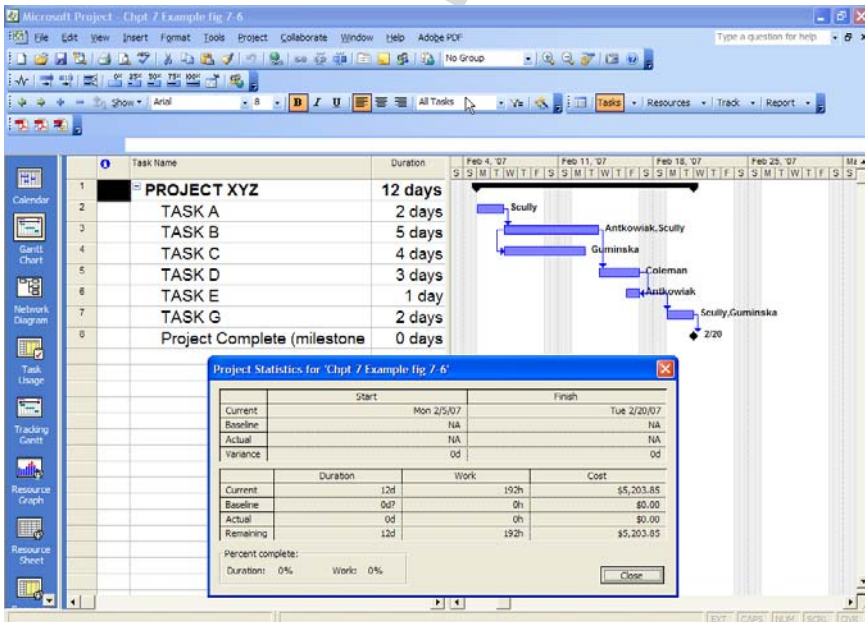 Microsoft Project - Chpt 7 Example fig 7-6
File Edit View Insert Format Tools Project Collaborate Window Help Adobe PDF Type a question for help
No Group
0% 25% 50% 75% 100%
Show Arial 8 B I U All Tasks Tasks Resources Track Report
Task Name Duration Feb 4, '07 Feb 11, '07 Feb 18, '07 Feb 25, '07 Ma
S S M T W T F S S M T W T F S S M T W T F S S M T W T F S S
1 PROJECT XYZ 12 days
2 TASK A 2 days Scully
3 TASK B 5 days Antkowiak,Scully
4 TASK C 4 days Guminska
5 TASK D 3 days Coleman
6 TASK E 1 day Antkowiak
7 TASK G 2 days Scully,Guminska
8 Project Complete (milestone 0 days 2/20
Calendar
Gantt
Chart
Network
Diagram
Task
Usage
Tracking
Gantt
Resource
Graph
Resource
Sheet
Project Statistics for 'Chpt 7 Example fig 7-6'
Start Finish
Current Mon 2/5/07 Tue 2/20/07
Baseline NA NA
Actual NA NA
Variance 0d 0d
Duration Work Cost
Current 12d 192h $5,203.85
Baseline 0d? 0h $0.00
Actual 0d 0h $0.00
Remaining 12d 192h $5,203.85
Percent complete:
Duration: 0% Work: 0%
Close
EXT CAPS NUM SCRL OVR